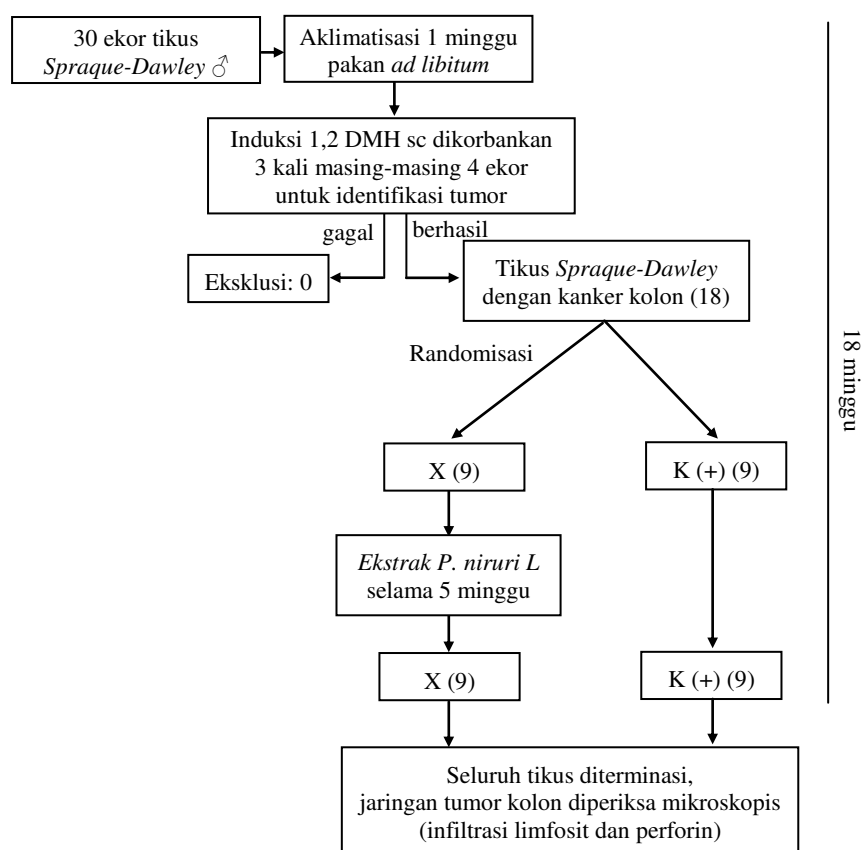 30 ekor tikus
Spraque-Dawley ♂
Aklimatisasi 1 minggu
pakan ad libitum
Induksi 1,2 DMH sc dikorbankan
3 kali masing-masing 4 ekor
untuk identifikasi tumor
gagal
berhasil
Eksklusi: 0
Tikus Spraque-Dawley
dengan kanker kolon (18)
Randomisasi
X (9)
K (+) (9)
Ekstrak P. niruri L
selama 5 minggu
X (9)
K (+) (9)
Seluruh tikus diterminasi,
jaringan tumor kolon diperiksa mikroskopis
(infiltrasi limfosit dan perforin)
18 minggu